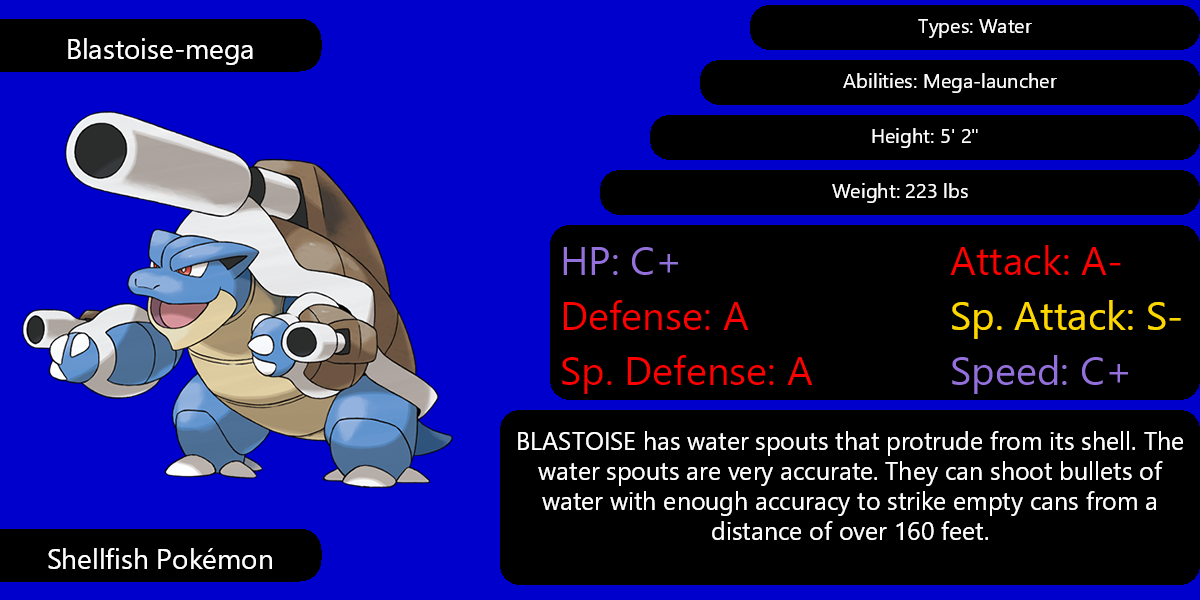 Blastoise-mega
Types: Water
Abilities: Mega-launcher
Height: 5' 2"
Weight: 223 lbs
HP: C+
Attack: A-
Defense: A
Sp. Attack: S-
Sp. Defense: A
Speed: C+
BLASTOISE has water spouts that protrude from its shell. The
water spouts are very accurate. They can shoot bullets of
water with enough accuracy to strike empty cans from a
distance of over 160 feet.
Shellfish Pokémon